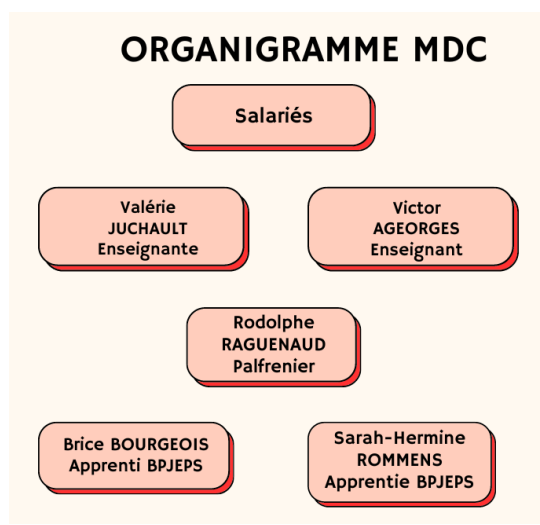 ORGANIGRAMME MDC
Salariés
Valérie
JUCHAULT
Enseignante
Victor
AGEORGES
Enseignant
Rodolphe
RAGUENAUD
Palfrenier
Brice BOURGEOIS
Apprenti BPJEPS
Sarah-Hermine
ROMMENS
Apprentie BPJEPS